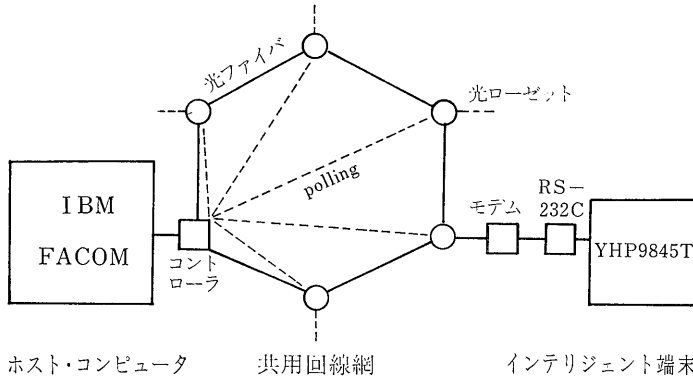 光ファイバ
光ローゼット
polling
IBM
FACOM
コント
ローラ
モデム
RS-
232C
YHP9845T
ホスト・コンピュータ
共用回線網
インテリジェント端末